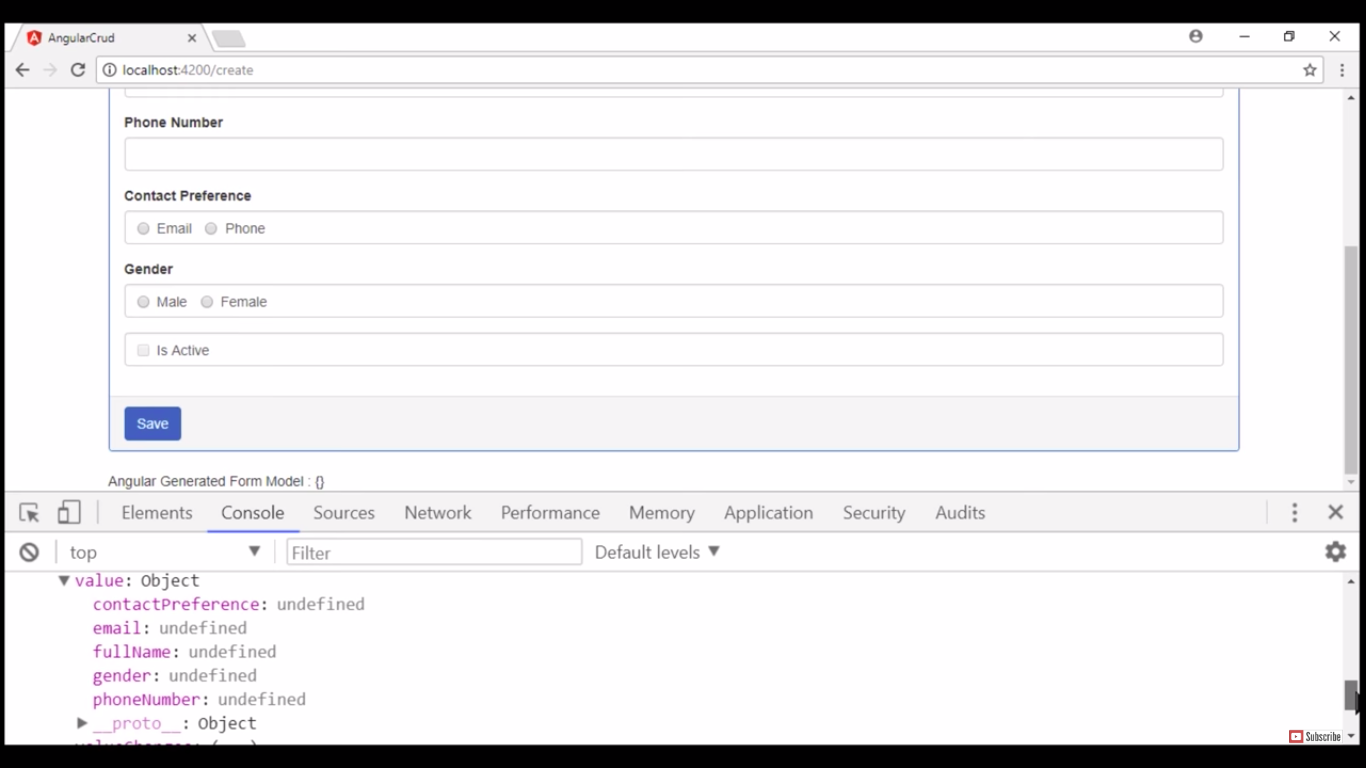 AngularCrud
localhost:4200/create
Phone Number
Contact Preference
Email Phone
Gender
Male Female
Is Active
Save
Angular Generated Form Model : {}
Elements Console Sources Network Performance Memory Application Security Audits
top Filter Default levels
value: Object
contactPreference: undefined
email: undefined
fullName: undefined
gender: undefined
phoneNumber: undefined
__proto__: Object
Subscribe